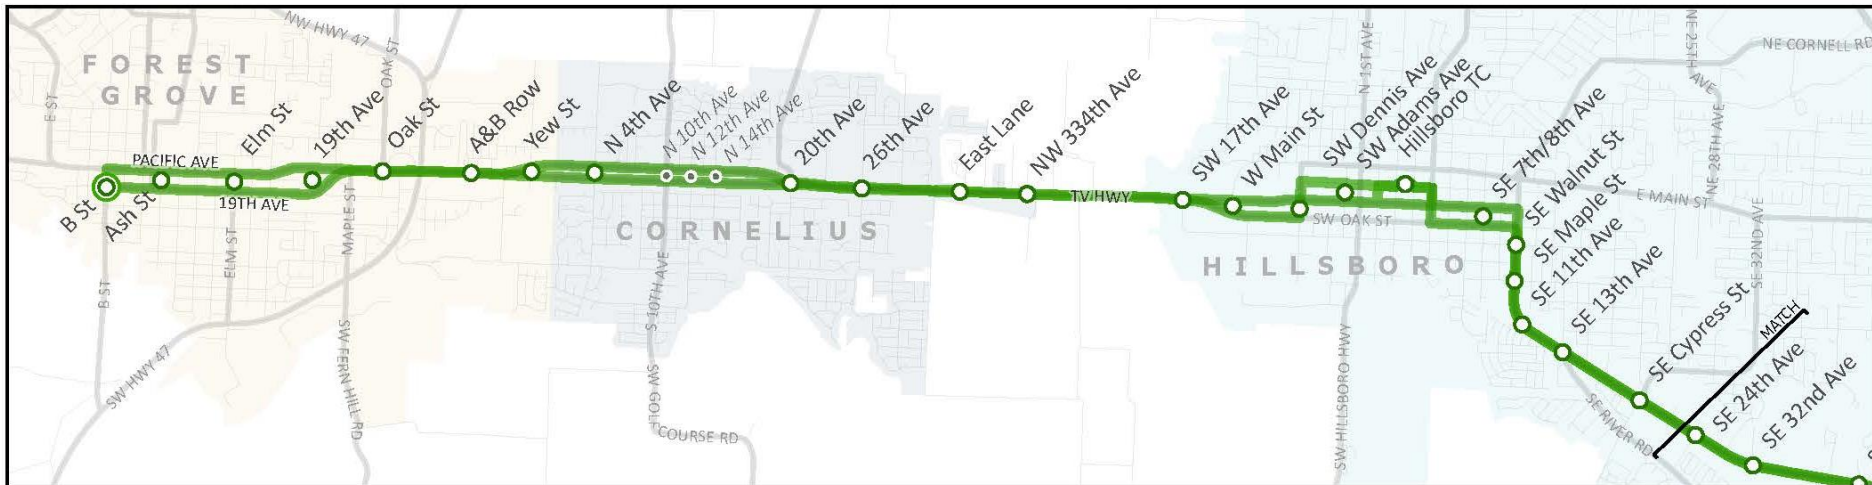 NW HWY 47
FOREST
GROVE
E ST
OAK ST
PACIFIC AVE
19TH AVE
B St
Ash St
Elm St
19th Ave
Oak St
A&B Row
Yew St
N 4th Ave
N 10th Ave
N 12th Ave
N 14th Ave
20th Ave
26th Ave
East Lane
NW 334th Ave
TV HWY
SW 17th Ave
W Main St
SW Dennis Ave
SW Adams Ave
Hillsboro TC
SE 7th/8th Ave
SE Walnut St
SE Maple St
SE 11th Ave
SE 13th Ave
SE Cypress St
MATCH
SE 24th Ave
SE 32nd Ave
CORNELIUS
HILLSBORO
B ST
ELM ST
MAPLE ST
SW HWY 47
SW FERN HILL RD
S 10TH AVE
SW GOLF
COURSE RD
N 1ST AVE
SW OAK ST
SW HILLSBORO HWY
E MAIN ST
NE 25TH AVE
NE 28TH AVE
NE CORNELL RD
SE 32ND AVE
SE RIVER RD